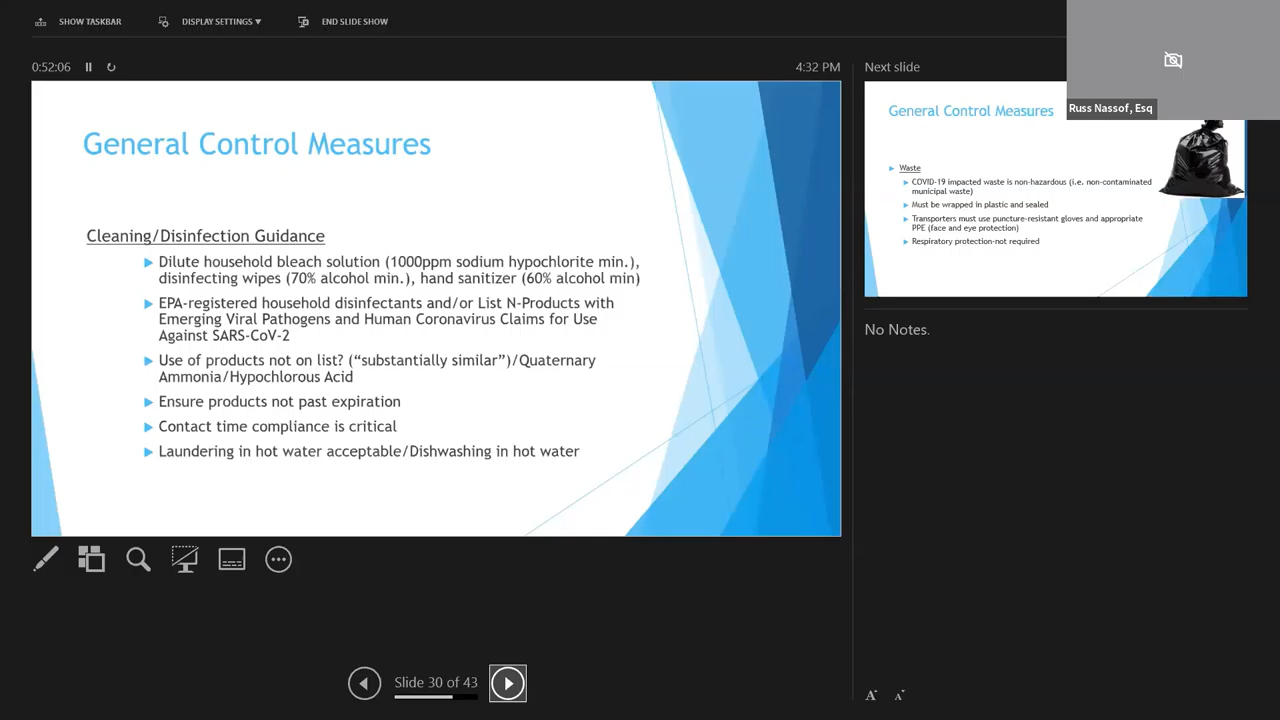 SHOW TASKBAR
DISPLAY SETTINGS ▼
END SLIDE SHOW
0:52:06
4:32 PM
General Control Measures
Cleaning/Disinfection Guidance
Dilute household bleach solution (1000ppm sodium hypochlorite min.),
disinfecting wipes (70% alcohol min.), hand sanitizer (60% alcohol min)
EPA-registered household disinfectants and/or List N-Products with
Emerging Viral Pathogens and Human Coronavirus Claims for Use
Against SARS-CoV-2
Use of products not on list? (“substantially similar”)/Quaternary
Ammonia/Hypochlorous Acid
Ensure products not past expiration
Contact time compliance is critical
Laundering in hot water acceptable/Dishwashing in hot water
Slide 30 of 43
Next slide
Russ Nassof, Esq
General Control Measures
Waste
COVID-19 impacted waste is non-hazardous (i.e. non-contaminated
municipal waste)
Must be wrapped in plastic and sealed
Transporters must use puncture-resistant gloves and appropriate
PPE (face and eye protection)
Respiratory protection-not required
No Notes.
A A